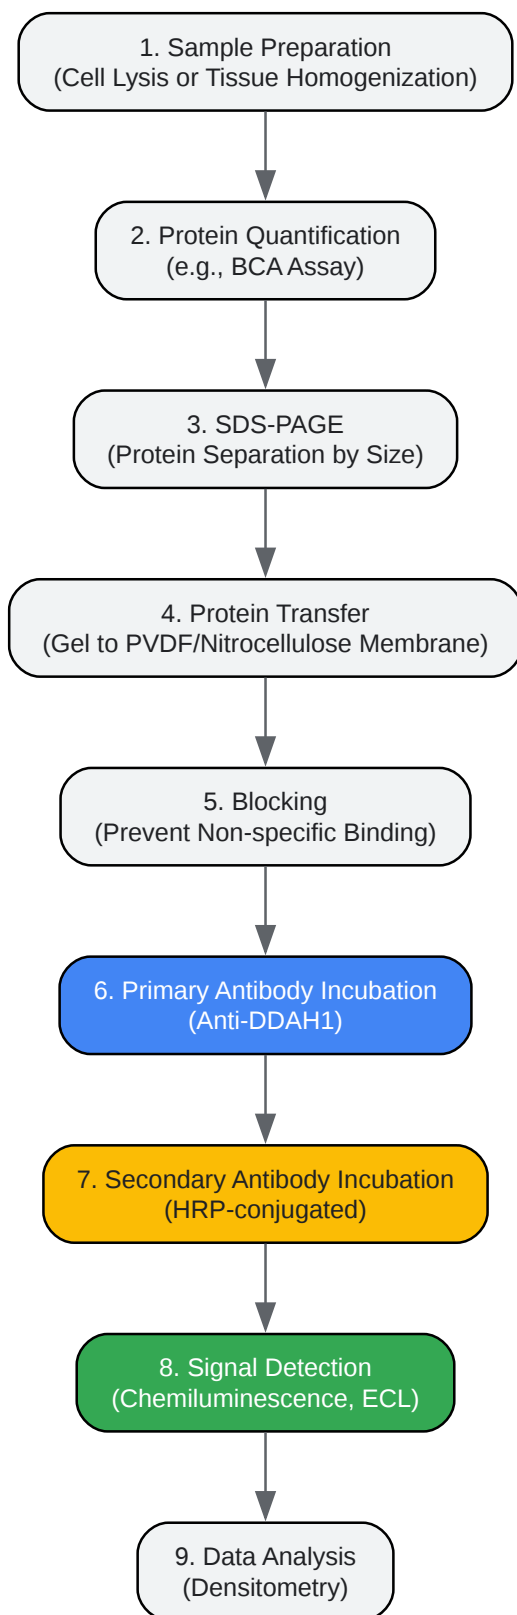 1. Sample Preparation
(Cell Lysis or Tissue Homogenization)
2. Protein Quantification
(e.g., BCA Assay)
3. SDS-PAGE
(Protein Separation by Size)
4. Protein Transfer
(Gel to PVDF/Nitrocellulose Membrane)
5. Blocking
(Prevent Non-specific Binding)
6. Primary Antibody Incubation
(Anti-DDAH1)
7. Secondary Antibody Incubation
(HRP-conjugated)
8. Signal Detection
(Chemiluminescence, ECL)
9. Data Analysis
(Densitometry)